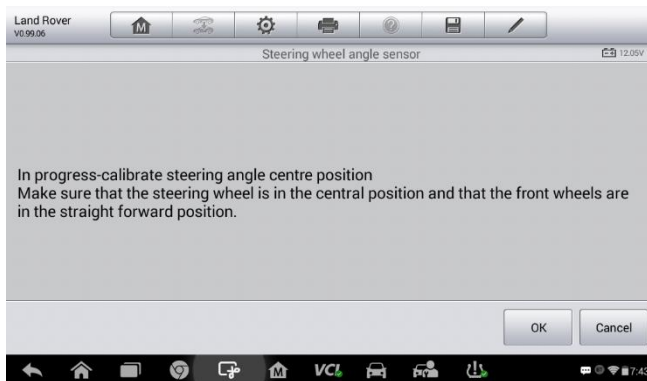 Land Rover
V0.99.06
M
Steering wheel angle sensor
12.05V
In progress-calibrate steering angle centre position
Make sure that the steering wheel is in the central position and that the front wheels are
in the straight forward position.
OK
Cancel
M
VCI
7:43